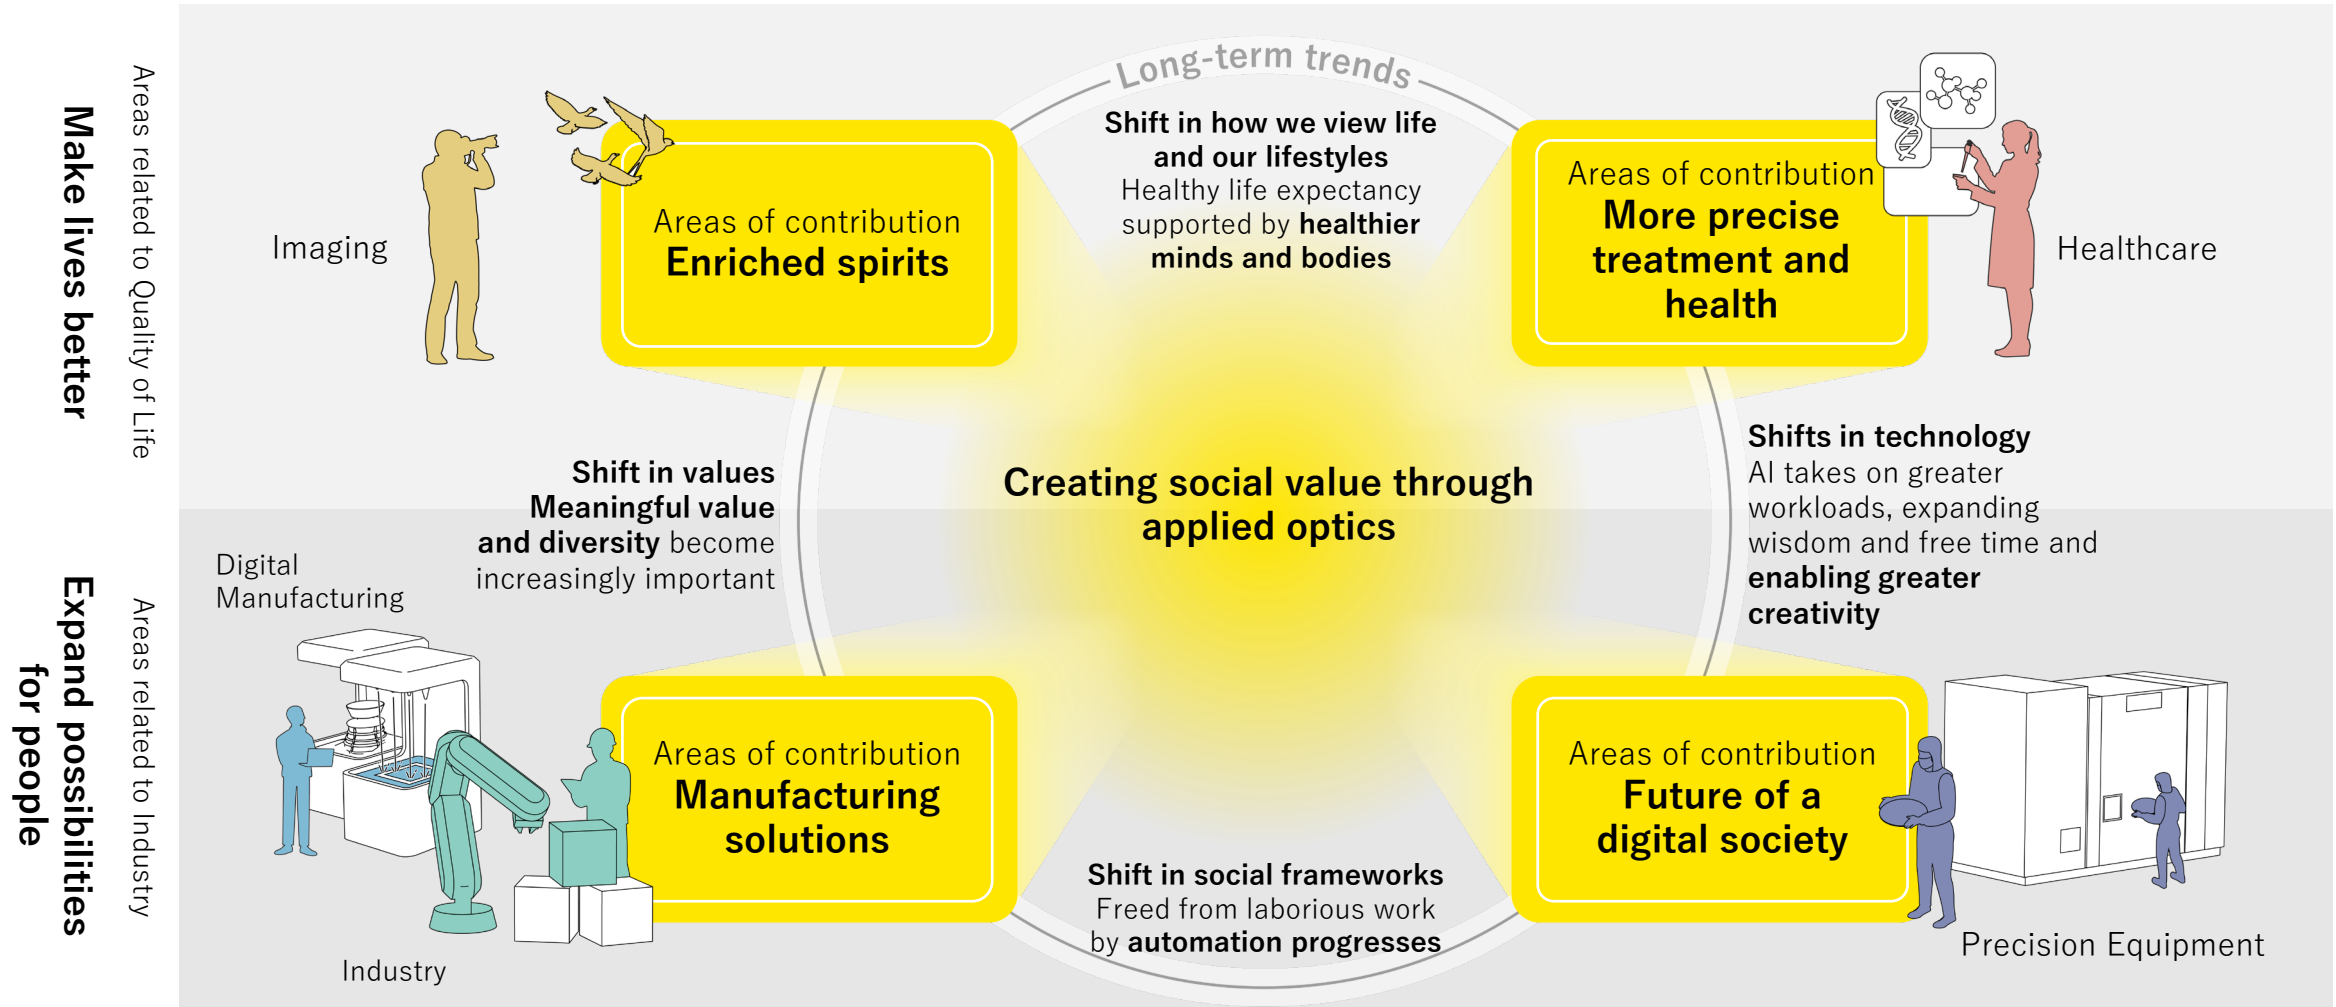 Make lives better
Areas related to Quality of Life
Expand possibilities
for people
Areas related to Industry
Long-term trends
Imaging
Areas of contribution
Enriched spirits
Shift in how we view life
and our lifestyles
Healthy life expectancy
supported by healthier
minds and bodies
Areas of contribution
More precise
treatment and
health
Healthcare
Shift in values
Meaningful value
and diversity become
increasingly important
Creating social value through
applied optics
Shifts in technology
AI takes on greater
workloads, expanding
wisdom and free time and
enabling greater
creativity
Digital
Manufacturing
Industry
Areas of contribution
Manufacturing
solutions
Shift in social frameworks
Freed from laborious work
by automation progresses
Areas of contribution
Future of a
digital society
Precision Equipment